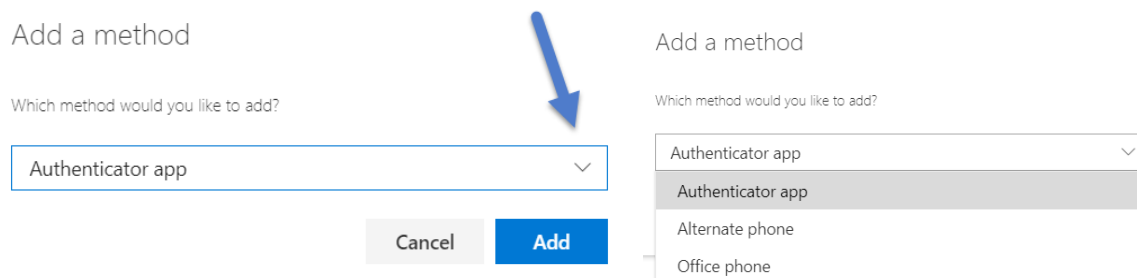 Add a method
Which method would you like to add?
Authenticator app
Cancel
Add
Add a method
Which method would you like to add?
Authenticator app
Authenticator app
Alternate phone
Office phone